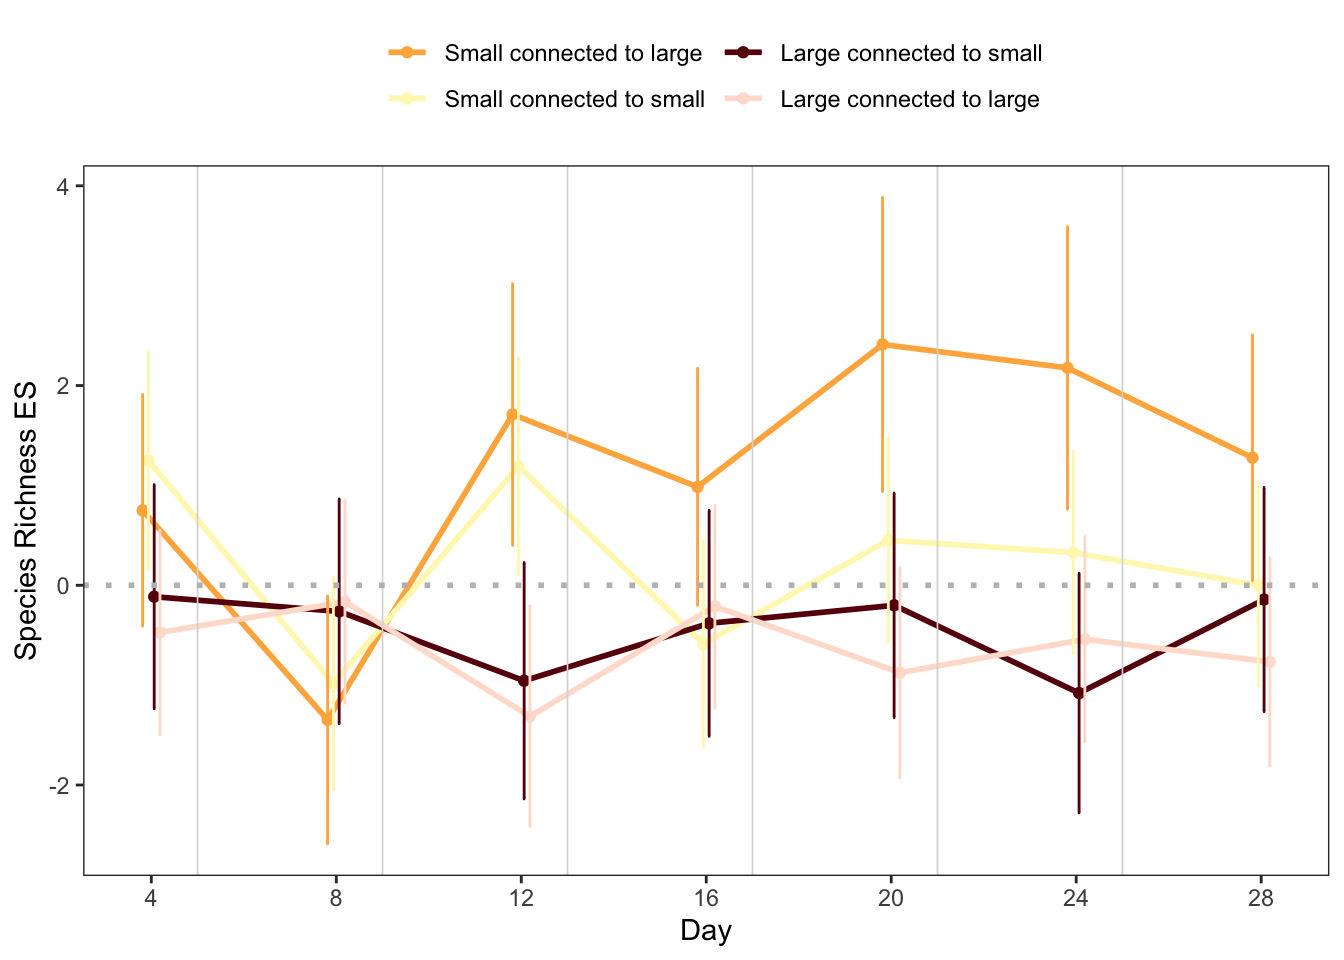 Small connected to large
Large connected to small
Small connected to small
Large connected to large
4
2
0
-2
Species Richness ES
4 8 12 16 20 24 28
Day